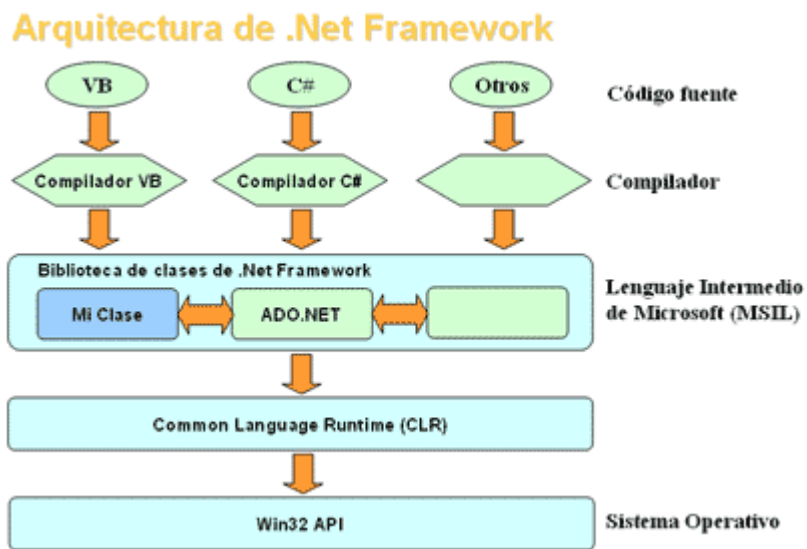 Arquitectura de .Net Framework
VB
C#
Otros
Código fuente
Compilador VB
Compilador C#
Compilador
Biblioteca de clases de .Net Framework
Mi Clase
ADO.NET
Lenguaje Intermedio
de Microsoft (MSIL)
Common Language Runtime (CLR)
Win32 API
Sistema Operativo